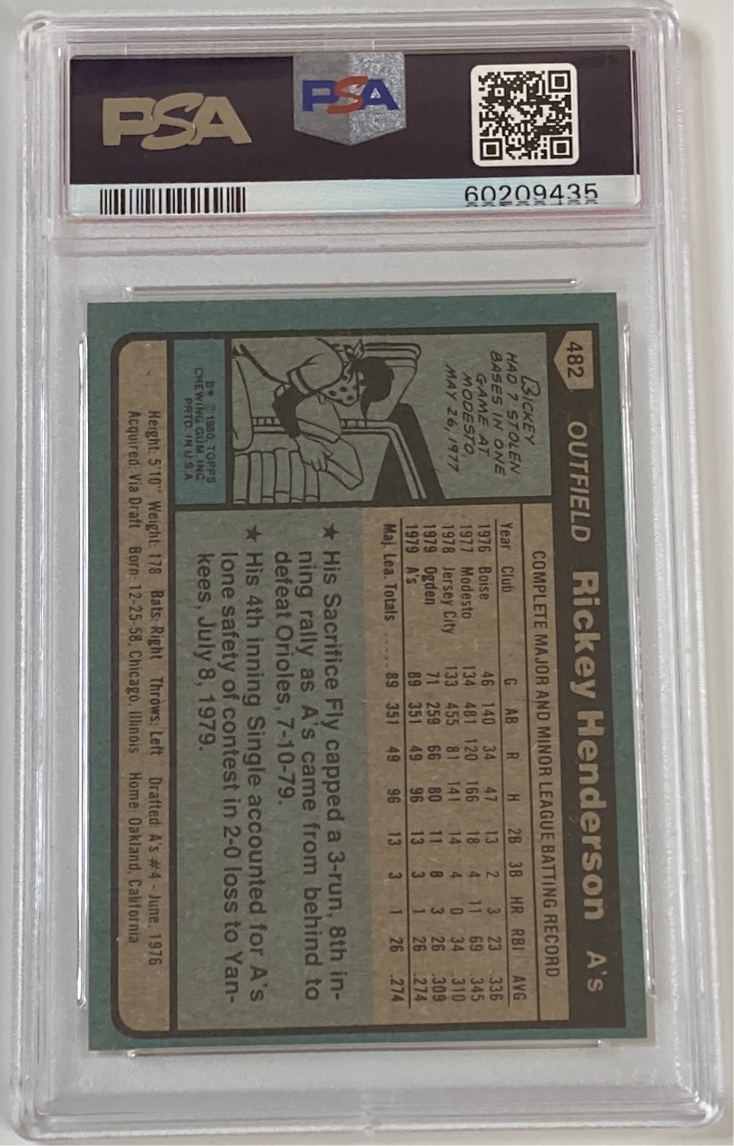 PSA
PSA
60209435
482
OUTFIELD Rickey Henderson A's
RICKEY
HAD 7 STOLEN
BASES IN ONE
GAME AT
MODESTO,
MAY 26, 1977
B* © 1980, TOPPS
CHEWING GUM, INC.
PRTD. IN U.S.A.
COMPLETE MAJOR AND MINOR LEAGUE BATTING RECORD
Year Club G AB R H 2B 3B HR RBI AVG
1976 Boise 46 140 34 47 13 2 3 23 .336
1977 Modesto 134 481 120 166 18 4 11 69 .345
1978 Jersey City 133 455 81 141 14 4 0 34 .310
1979 Ogden 71 259 66 80 11 8 3 26 .309
1979 A's 89 351 49 96 13 3 1 26 .274
Maj. Lea. Totals ..... 89 351 49 96 13 3 1 26 .274
★ His Sacrifice Fly capped a 3-run, 8th in-
ning rally as A's came from behind to
defeat Orioles, 7-10-79.
★ His 4th inning Single accounted for A's
lone safety of contest in 2-0 loss to Yan-
kees, July 8, 1979.
Height: 5'10" Weight: 178 Bats: Right Throws: Left Drafted: A's #4 - June, 1976
Acquired: Via Draft Born: 12-25-58, Chicago, Illinois Home: Oakland, California